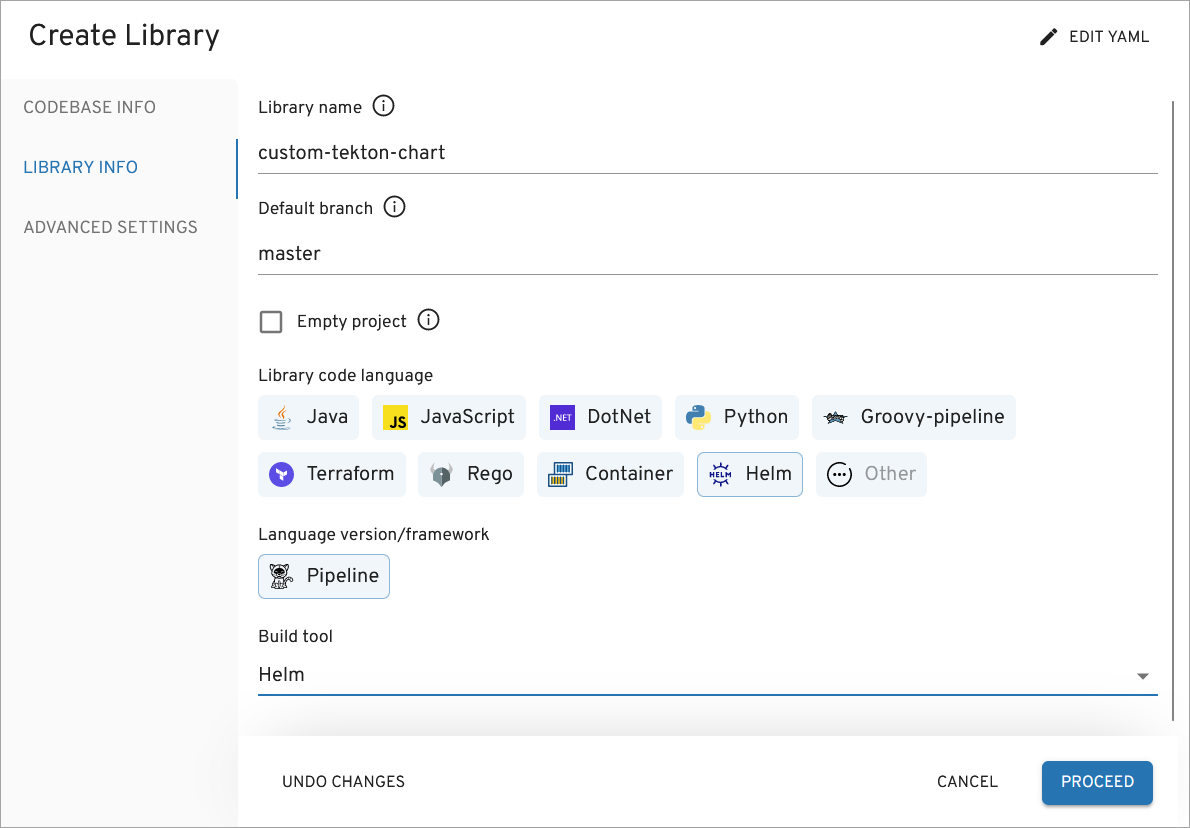 Create Library
EDIT YAML
CODEBASE INFO
LIBRARY INFO
ADVANCED SETTINGS
Library name
custom-tekton-chart
Default branch
master
Empty project
Library code language
Java JS JavaScript .NET DotNet Python Groovy-pipeline
Terraform Rego Container HELM Helm Other
Language version/framework
Pipeline
Build tool
Helm
UNDO CHANGES CANCEL PROCEED